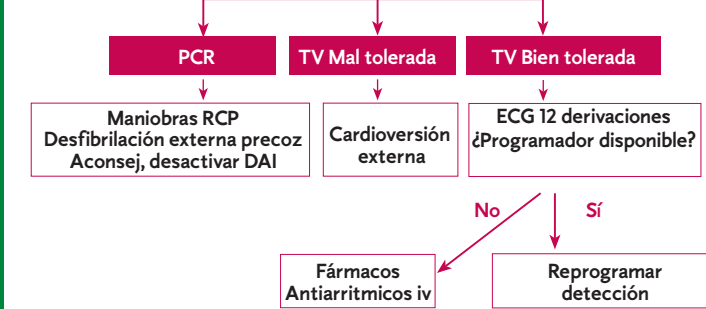 PCR
TV Mal tolerada
TV Bien tolerada
Maniobras RCP
Desfibrilación externa precoz
Aconsej, desactivar DAI
Cardioversión
externa
ECG 12 derivaciones
¿Programador disponible?
No
Sí
Fármacos
Antiarritmicos iv
Reprogramar
detección